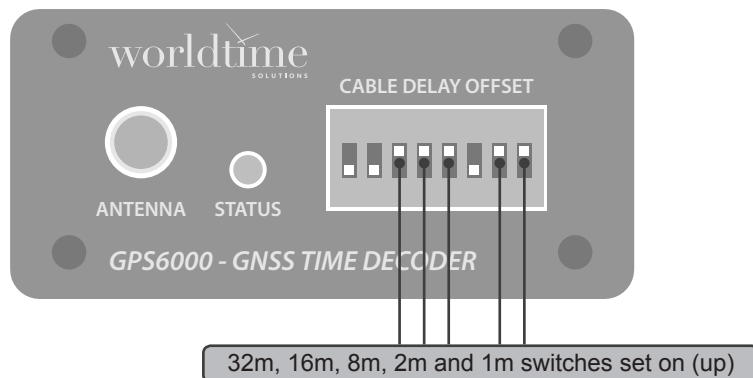 worldtime
SOLUTIONS
CABLE DELAY OFFSET
ANTENNA
STATUS
GPS6000 - GNSS TIME DECODER
32m, 16m, 8m, 2m and 1m switches set on (up)